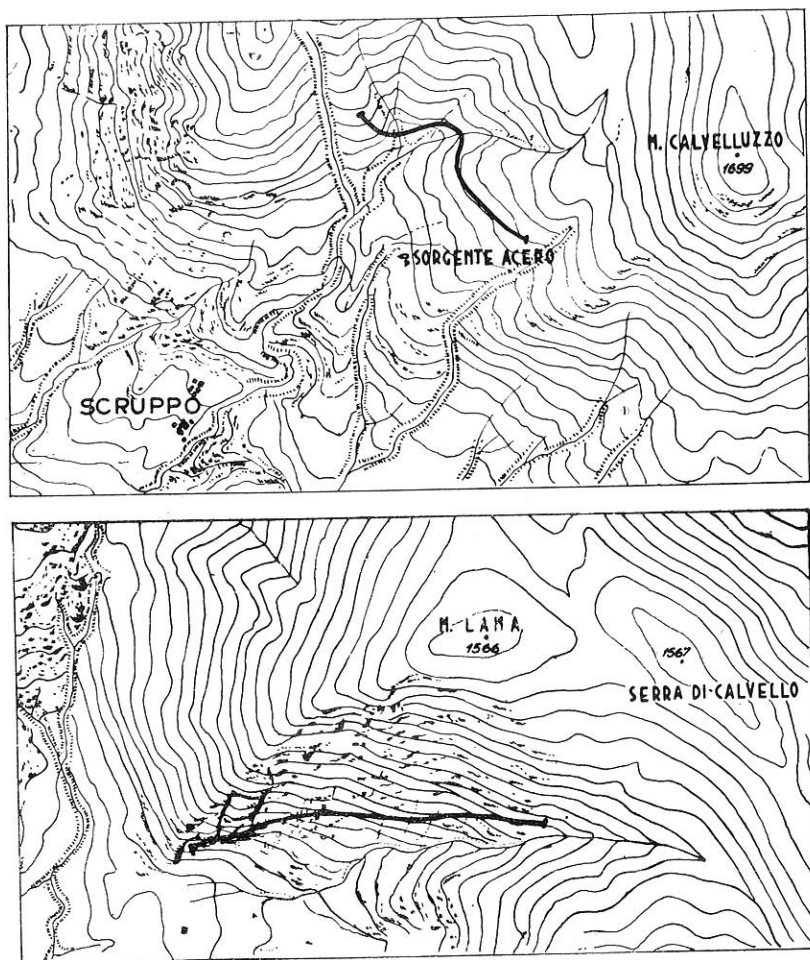 M. CALVELLUZZO
1699
SORGENTE ACERO
SCRUPPO
M. LAMA
1566
1567
SERRA DI CALVELLO